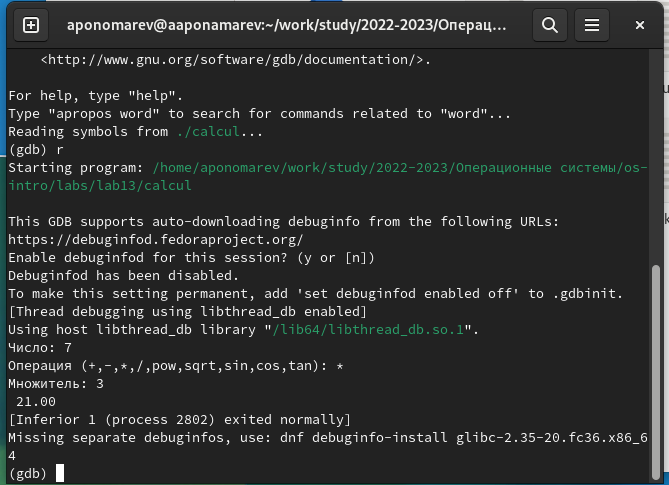 aponomarev@aaponamarev:~/work/study/2022-2023/Операц...
<http://www.gnu.org/software/gdb/documentation/>.
For help, type "help".
Type "apropos word" to search for commands related to "word"...
Reading symbols from ./calcul...
(gdb) r
Starting program: /home/aponomarev/work/study/2022-2023/Операционные системы/os-
intro/labs/lab13/calcul
This GDB supports auto-downloading debuginfo from the following URLs:
https://debuginfod.fedoraproject.org/
Enable debuginfod for this session? (y or [n])
Debuginfod has been disabled.
To make this setting permanent, add 'set debuginfod enabled off' to .gdbinit.
[Thread debugging using libthread_db enabled]
Using host libthread_db library "/lib64/libthread_db.so.1".
Число: 7
Операция (+,-,*,/,pow,sqrt,sin,cos,tan): *
Множитель: 3
21.00
[Inferior 1 (process 2802) exited normally]
Missing separate debuginfos, use: dnf debuginfo-install glibc-2.35-20.fc36.x86_6
4
(gdb)